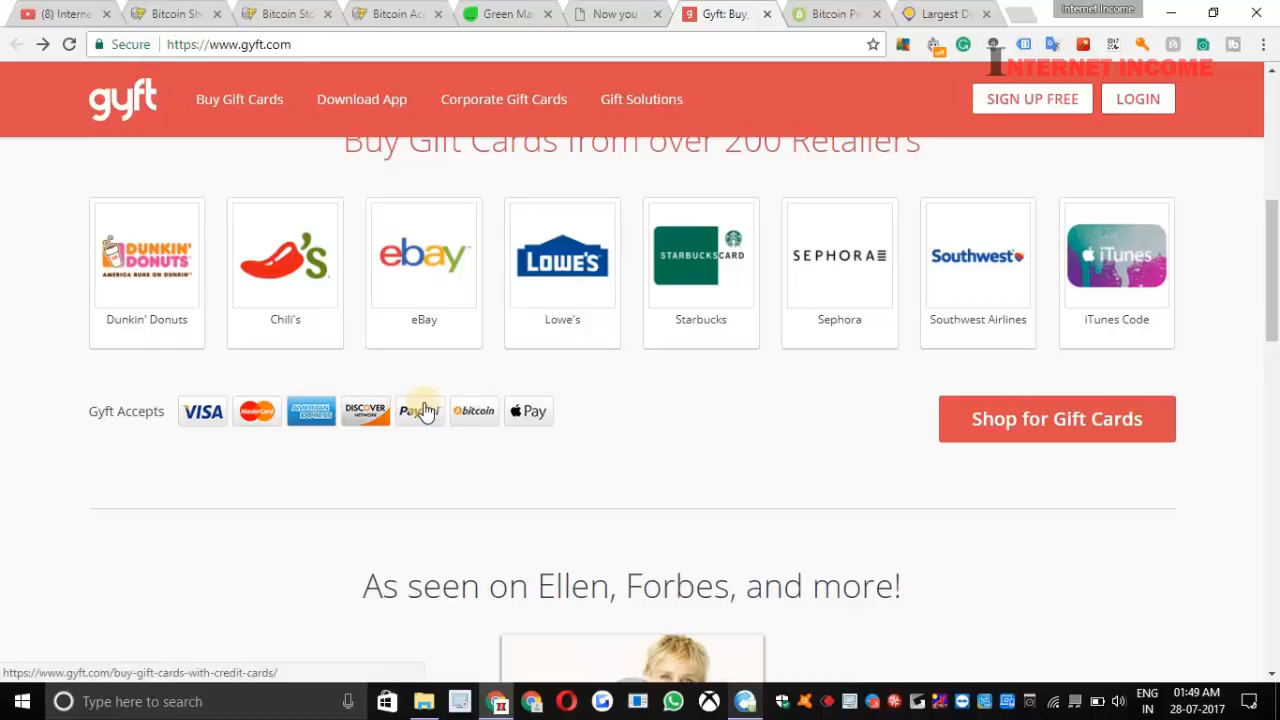 (8) Interne
Bitcoin Sh
Bitcoin Sto
Bitcoin Ac
Green Ma
Now you
Gyft: Buy,
Bitcoin Pr
Largest Di
Internet Income
Secure
https://www.gyft.com
INTERNET INCOME
gyft
Buy Gift Cards
Download App
Corporate Gift Cards
Gift Solutions
SIGN UP FREE
LOGIN
Buy Gift Cards from over 200 Retailers
DUNKIN' DONUTS
AMERICA RUNS ON DUNKIN'
chili's
ebay
LOWE'S
STARBUCKS CARD
SEPHORA
Southwest
iTunes
Dunkin' Donuts
Chili's
eBay
Lowe's
Starbucks
Sephora
Southwest Airlines
iTunes Code
Gyft Accepts
VISA
MasterCard
AMERICAN EXPRESS
DISCOVER
NETWORK
bitcoin
Pay
Shop for Gift Cards
As seen on Ellen, Forbes, and more!
https://www.gyft.com/buy-gift-cards-with-credit-cards/
Type here to search
ENG
IN
01:49 AM
28-07-2017